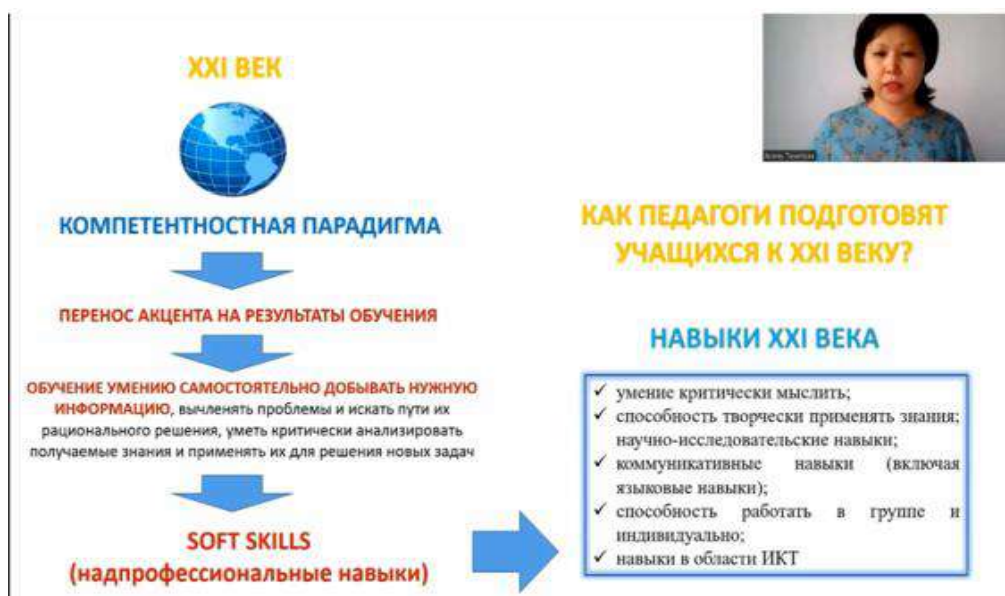 XXI ВЕК
КОМПЕТЕНТНОСТНАЯ ПАРАДИГМА
ПЕРЕНОС АКЦЕНТА НА РЕЗУЛЬТАТЫ ОБУЧЕНИЯ
ОБУЧЕНИЕ УМЕНИЮ САМОСТОЯТЕЛЬНО ДОБЫВАТЬ НУЖНУЮ
ИНФОРМАЦИЮ, вычленять проблемы и искать пути их
рационального решения, уметь критически анализировать
получаемые знания и применять их для решения новых задач
SOFT SKILLS
(надпрофессиональные навыки)
КАК ПЕДАГОГИ ПОДГОТОВЯТ
УЧАЩИХСЯ К XXI ВЕКУ?
НАВЫКИ XXI ВЕКА
✓ умение критически мыслить;
✓ способность творчески применять знания;
научно-исследовательские навыки;
✓ коммуникативные навыки (включая
языковые навыки);
✓ способность работать в группе и
индивидуально;
✓ навыки в области ИКТ